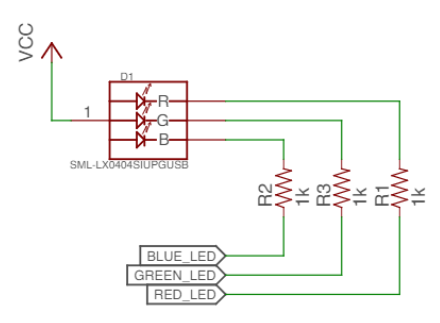 VCC
D1
1
R
G
B
SML-LX0404SIUPGUSB
R2
1k
R3
1k
R1
1k
BLUE_LED
GREEN_LED
RED_LED